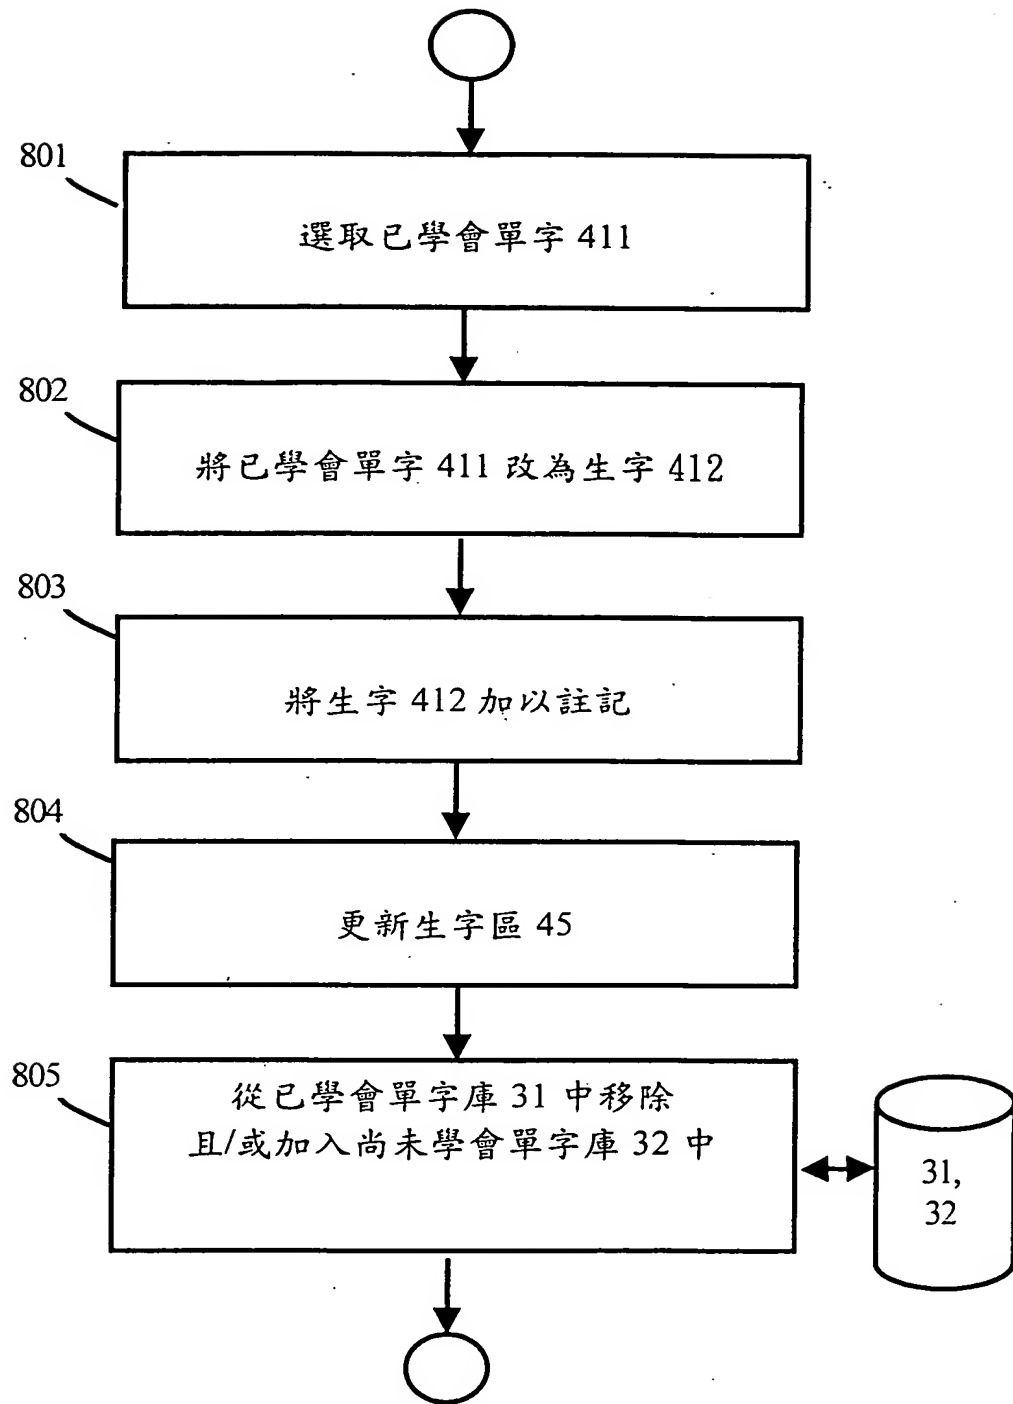 801
選取已學會單字 411
802
將已學會單字 411 改為生字 412
803
將生字 412 加以註記
804
更新生字區 45
805
從已學會單字庫 31 中移除
且/或加入尚未學會單字庫 32 中
31,
32